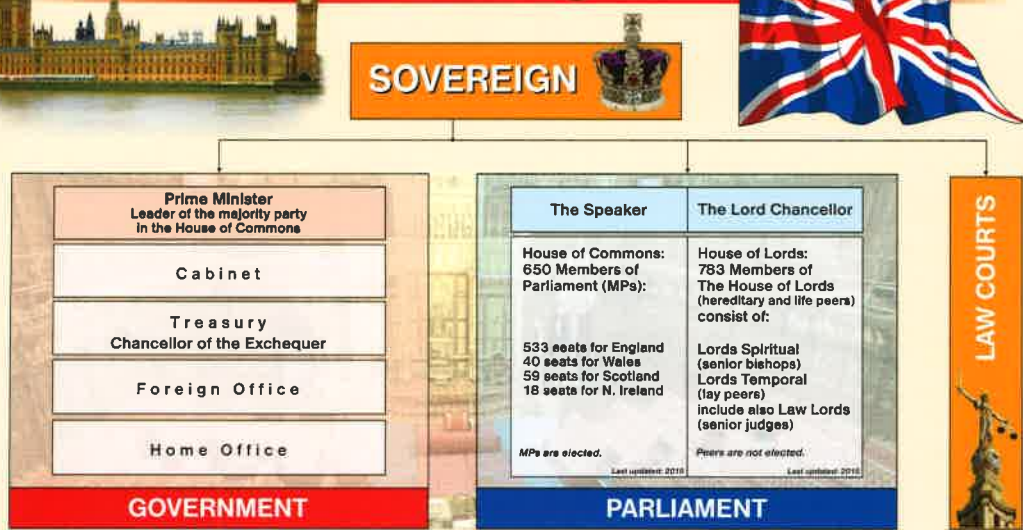 SOVEREIGN
Prime Minister
Leader of the majority party
in the House of Commons
Cabinet
Treasury
Chancellor of the Exchequer
Foreign Office
Home Office
GOVERNMENT
The Speaker
House of Commons:
650 Members of
Parliament (MPs):
533 seats for England
40 seats for Wales
59 seats for Scotland
18 seats for N. Ireland
MPs are elected.
Last updated:
The Lord Chancellor
House of Lords:
783 Members of
The House of Lords
(hereditary and life peers)
consist of:
Lords Spiritual
(senior bishops)
Lords Temporal
(lay peers)
include also Law Lords
(senior judges)
Peers are not elected.
Last updated:
PARLIAMENT
LAW COURTS